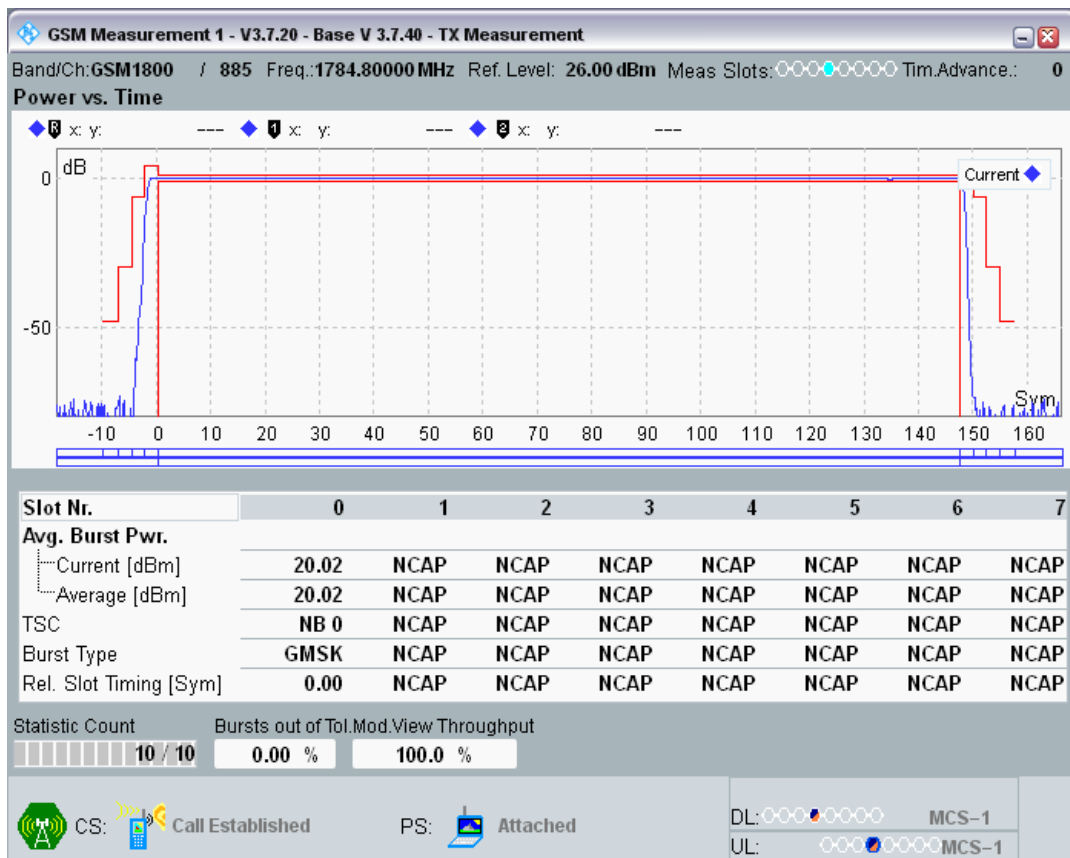 GSM Measurement 1 - V3.7.20 - Base V 3.7.40 - TX Measurement
Band/Ch:GSM1800 / 885 Freq.:1784.80000 MHz Ref. Level: 26.00 dBm Meas Slots: Tim.Advance.: 0
Power vs. Time
R x: y: --- 1 x: y: --- 2 x: y: ---
dB
Current
0
-50
Sym
-10 0 10 20 30 40 50 60 70 80 90 100 110 120 130 140 150 160
Slot Nr. 0 1 2 3 4 5 6 7
Avg. Burst Pwr.
Current [dBm] 20.02 NCAP NCAP NCAP NCAP NCAP NCAP NCAP
Average [dBm] 20.02 NCAP NCAP NCAP NCAP NCAP NCAP NCAP
TSC NB 0 NCAP NCAP NCAP NCAP NCAP NCAP NCAP
Burst Type GMSK NCAP NCAP NCAP NCAP NCAP NCAP NCAP
Rel. Slot Timing [Sym] 0.00 NCAP NCAP NCAP NCAP NCAP NCAP NCAP
Statistic Count Bursts out of Tol.Mod.View Throughput
10 / 10 0.00 % 100.0 %
CS: Call Established PS: Attached
DL: MCS-1
UL: MCS-1